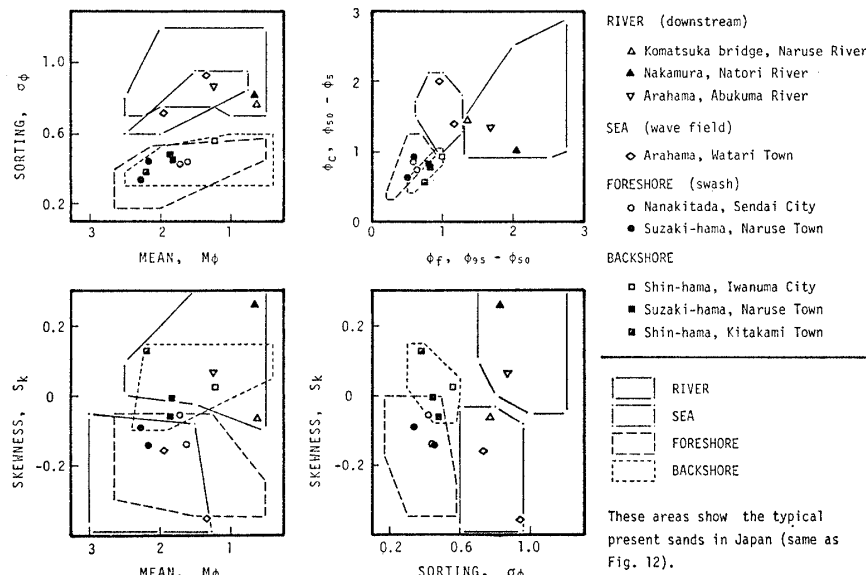 SORTING, σφ
1.0
0.6
0.2
3
2
1
MEAN, Mφ
φc, φ50 - φ5
3
2
1
0
0
1
2
3
φf, φ95 - φ50
SKEWNESS, Sk
0.2
0
-0.2
3
2
1
MEAN, Mφ
SKEWNESS, Sk
0.2
0
-0.2
0.2
0.6
1.0
SORTING, σφ
RIVER (downstream)
△ Komatsuka bridge, Naruse River
▲ Nakamura, Natori River
▽ Arahama, Abukuma River
SEA (wave field)
◇ Arahama, Watari Town
FORESHORE (swash)
○ Nanakitada, Sendai City
● Suzaki-hama, Naruse Town
BACKSHORE
□ Shin-hama, Iwanuma City
■ Suzaki-hama, Naruse Town
Shin-hama, Kitakami Town
RIVER
SEA
FORESHORE
BACKSHORE
These areas show the typical
present sands in Japan (same as
Fig. 12).